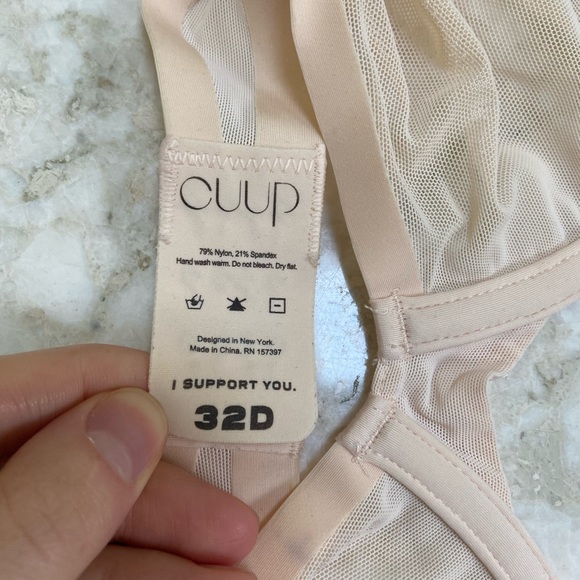 CUUP
79% Nylon, 21% Spandex
Hand wash warm. Do not bleach. Dry flat.
Designed in New York.
Made in China. RN 157397
I SUPPORT YOU.
32D